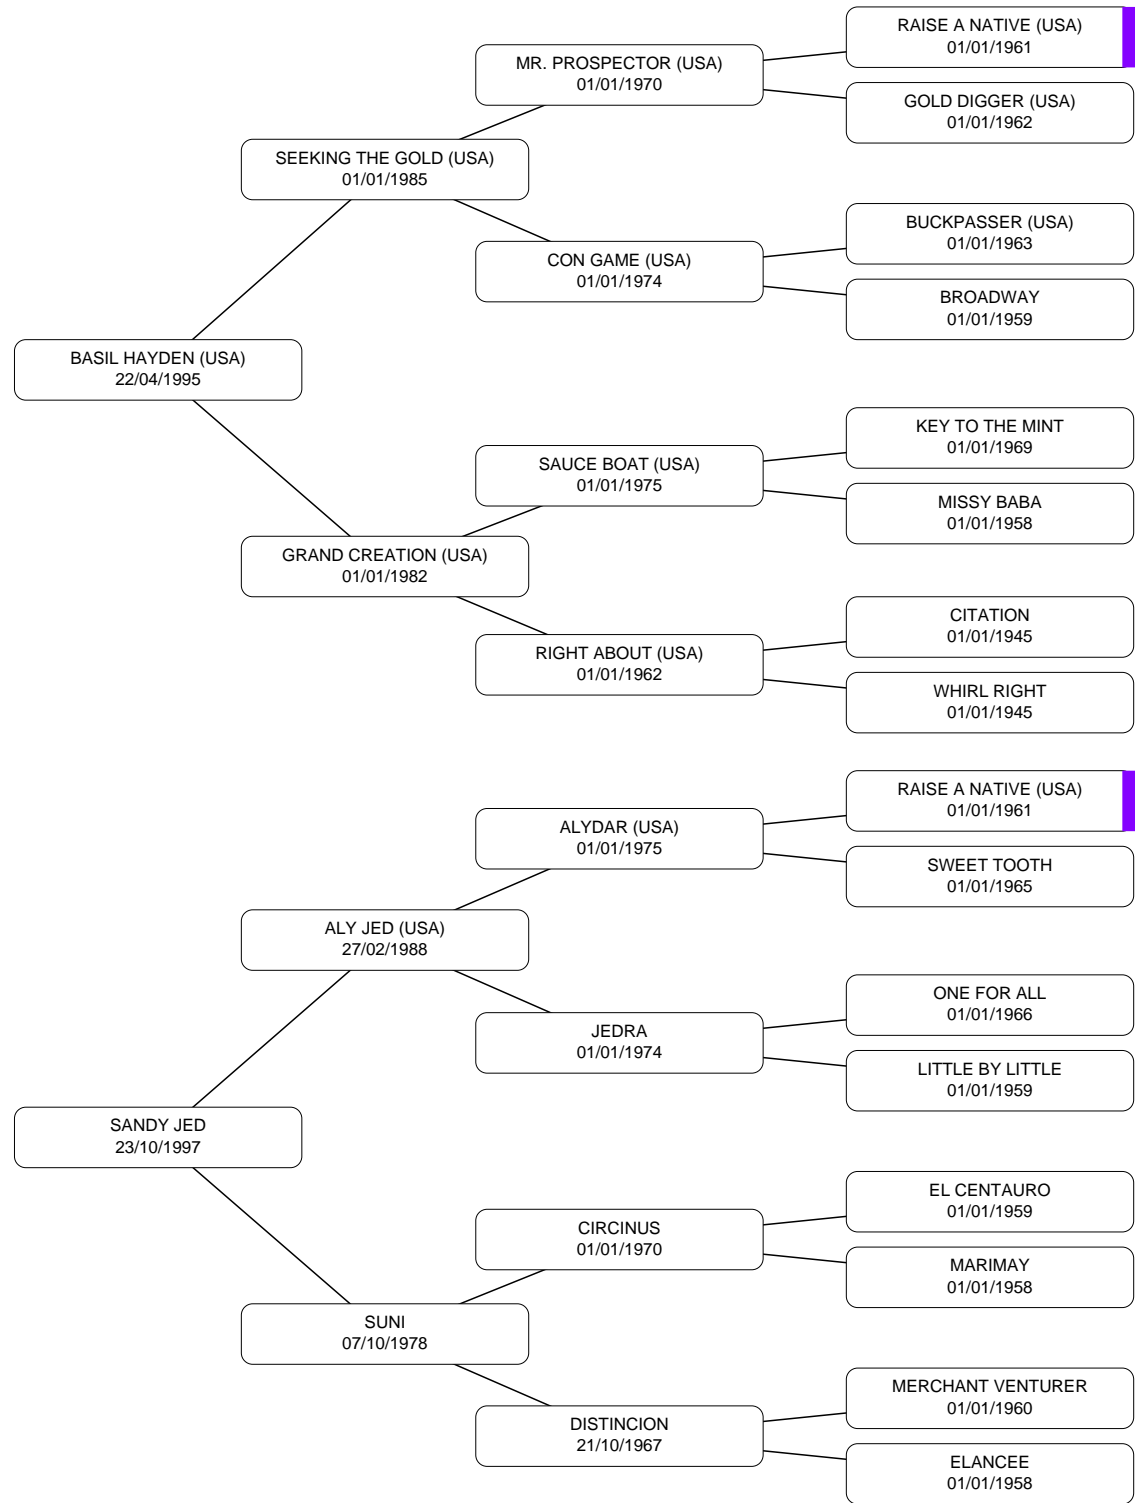 RAISE A NATIVE (USA)
01/01/1961
MR. PROSPECTOR (USA)
01/01/1970
GOLD DIGGER (USA)
01/01/1962
SEEKING THE GOLD (USA)
01/01/1985
BUCKPASSER (USA)
01/01/1963
CON GAME (USA)
01/01/1974
BROADWAY
01/01/1959
BASIL HAYDEN (USA)
22/04/1995
KEY TO THE MINT
01/01/1969
SAUCE BOAT (USA)
01/01/1975
MISSY BABA
01/01/1958
GRAND CREATION (USA)
01/01/1982
CITATION
01/01/1945
RIGHT ABOUT (USA)
01/01/1962
WHIRL RIGHT
01/01/1945
RAISE A NATIVE (USA)
01/01/1961
ALYDAR (USA)
01/01/1975
SWEET TOOTH
01/01/1965
ALY JED (USA)
27/02/1988
ONE FOR ALL
01/01/1966
JEDRA
01/01/1974
LITTLE BY LITTLE
01/01/1959
SANDY JED
23/10/1997
EL CENTAURO
01/01/1959
CIRCINUS
01/01/1970
MARIMAY
01/01/1958
SUNI
07/10/1978
MERCHANT VENTURER
01/01/1960
DISTINCION
21/10/1967
ELANCEE
01/01/1958